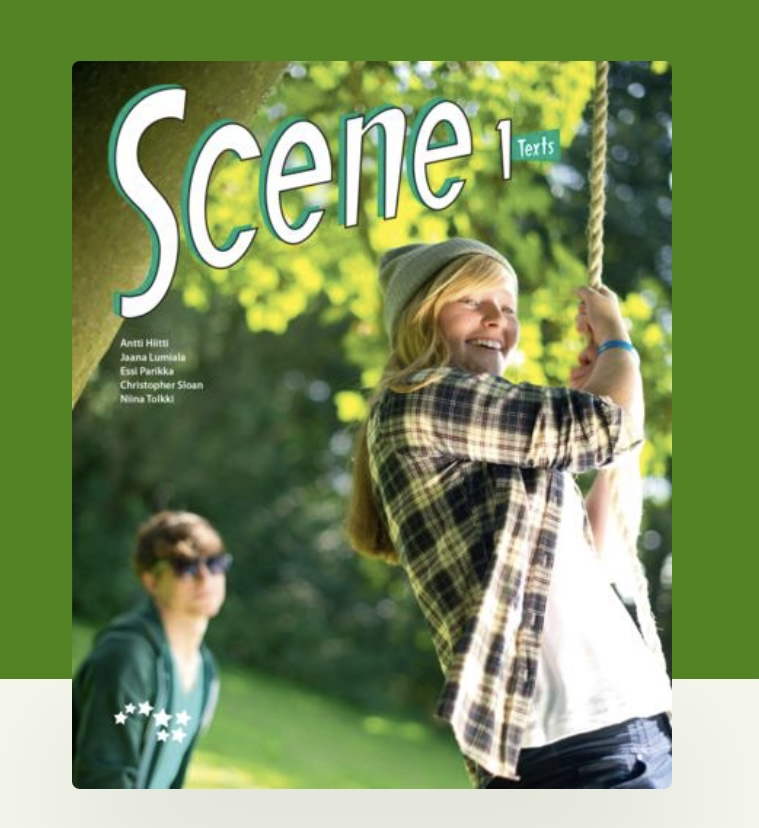 Scene 1 Texts
Antti Hiitti
Jaana Lumiala
Essi Parikka
Christopher Sloan
Niina Tolkki